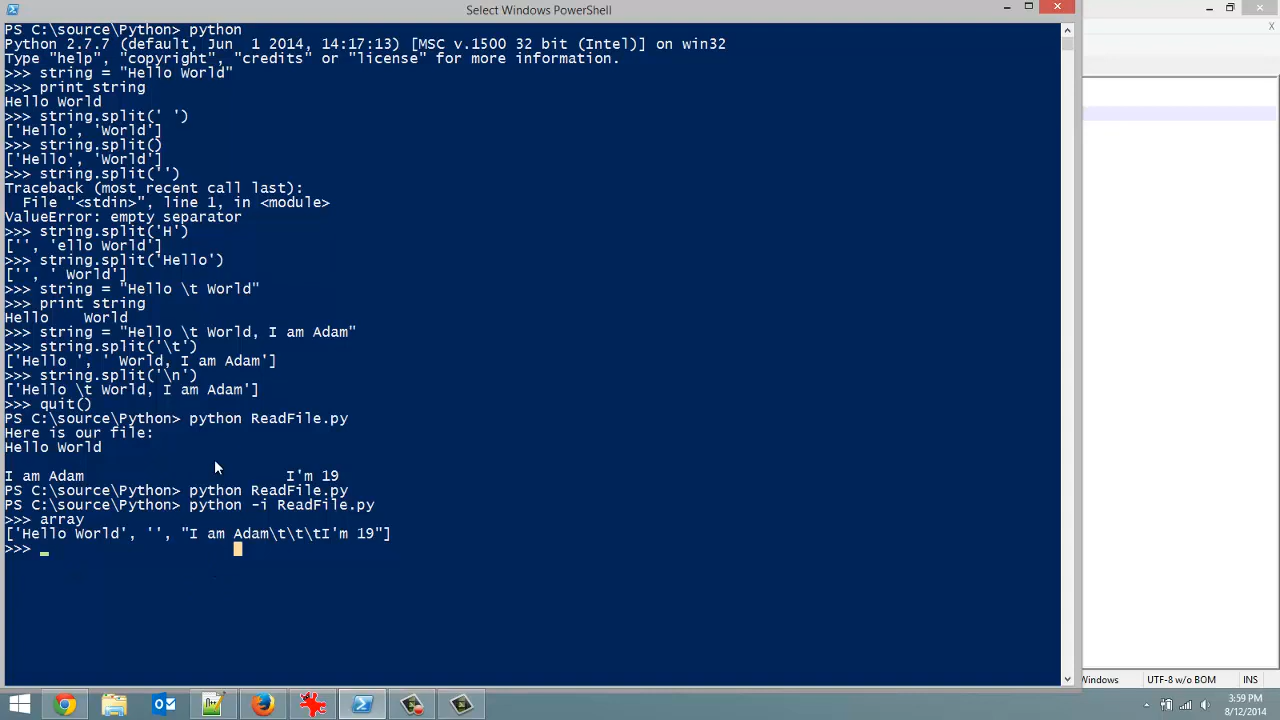 Select Windows PowerShell
PS C:\source\Python> python
Python 2.7.7 (default, Jun  1 2014, 14:17:13) [MSC v.1500 32 bit (Intel)] on win32
Type "help", "copyright", "credits" or "license" for more information.
>>> string = "Hello World"
>>> print string
Hello World
>>> string.split(' ')
['Hello', 'World']
>>> string.split()
['Hello', 'World']
>>> string.split('')
Traceback (most recent call last):
  File "<stdin>", line 1, in <module>
ValueError: empty separator
>>> string.split('H')
['', 'ello World']
>>> string.split('Hello')
['', ' World']
>>> string = "Hello \t World"
>>> print string
Hello    World
>>> string = "Hello \t World, I am Adam"
>>> string.split('\t')
['Hello ', ' World, I am Adam']
>>> string.split('\n')
['Hello \t World, I am Adam']
>>> quit()
PS C:\source\Python> python ReadFile.py
Here is our file:
Hello World
I am Adam                       I'm 19
PS C:\source\Python> python ReadFile.py
PS C:\source\Python> python -i ReadFile.py
>>> array
['Hello World', '', "I am Adam\t\t\tI'm 19"]
>>>
Windows UTF-8 w/o BOM INS
3:59 PM
8/12/2014